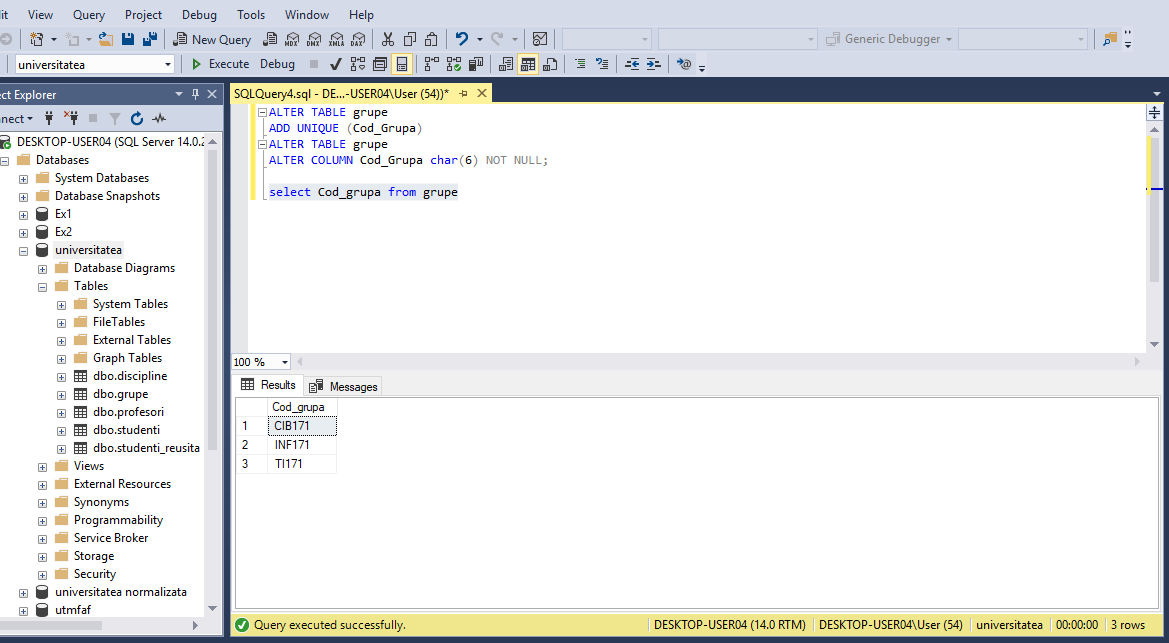 it View Query Project Debug Tools Window Help
New Query MDX DMX XMLA DAX Generic Debugger
universitatea Execute Debug
ect Explorer
SQLQuery4.sql - DE...-USER04\User (54))*
nnect
DESKTOP-USER04 (SQL Server 14.0.2
Databases
System Databases
Database Snapshots
Ex1
Ex2
universitatea
Database Diagrams
Tables
System Tables
FileTables
External Tables
Graph Tables
dbo.discipline
dbo.grupe
dbo.profesori
dbo.studenti
dbo.studenti_reusita
Views
External Resources
Synonyms
Programmability
Service Broker
Storage
Security
universitatea normalizata
utmfaf
ALTER TABLE grupe
ADD UNIQUE (Cod_Grupa)
ALTER TABLE grupe
ALTER COLUMN Cod_Grupa char(6) NOT NULL;
select Cod_grupa from grupe
100 %
Results Messages
Cod_grupa
1 CIB171
2 INF171
3 TI171
Query executed successfully. DESKTOP-USER04 (14.0 RTM) DESKTOP-USER04\User (54) universitatea 00:00:00 3 rows